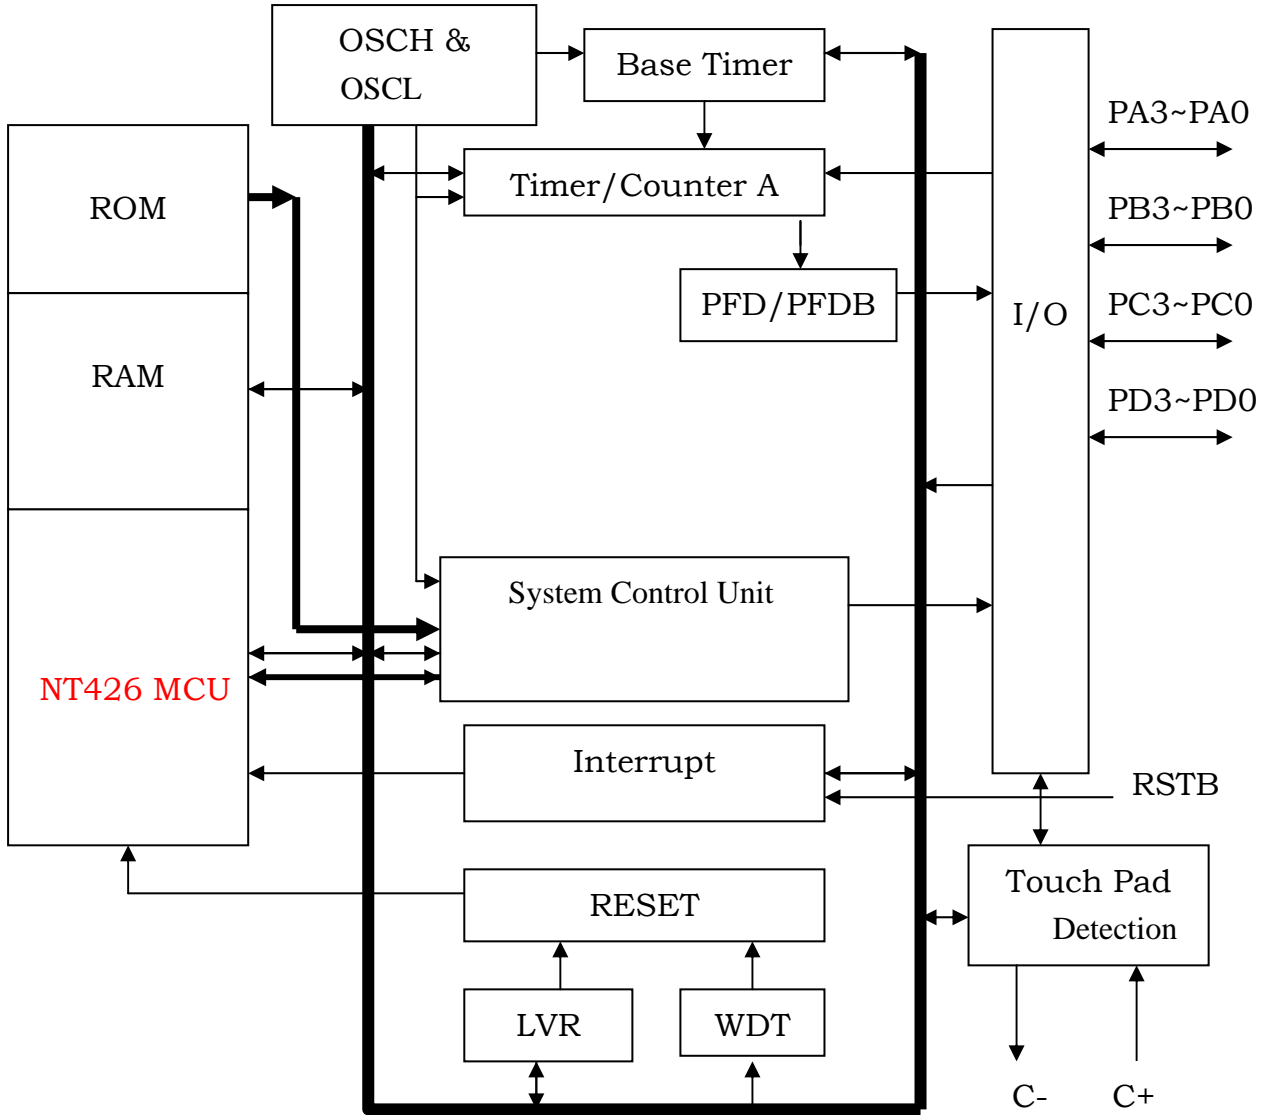 OSCH &
OSCL
Base Timer
PA3~PA0
ROM
Timer/Counter A
PB3~PB0
PFD/PFDB
I/O
PC3~PC0
RAM
PD3~PD0
System Control Unit
NT426 MCU
Interrupt
RSTB
RESET
Touch Pad
Detection
LVR
WDT
C-
C+